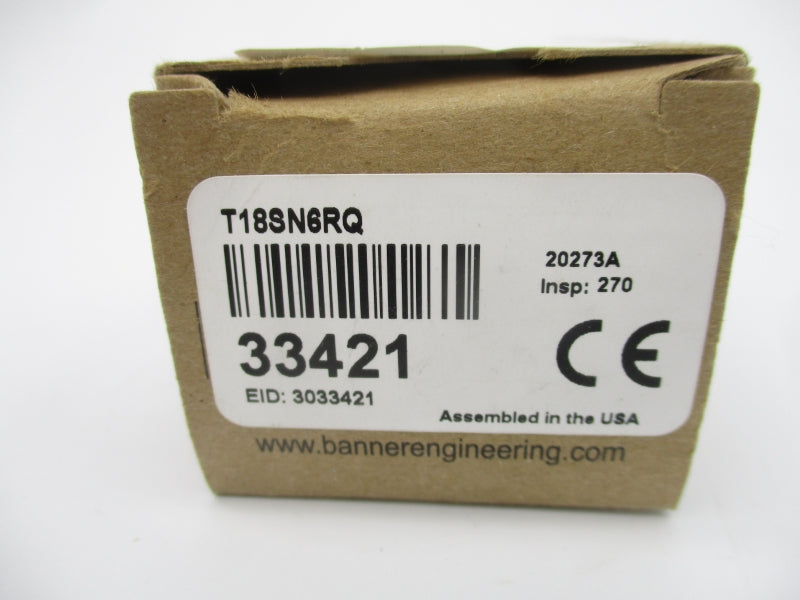 T18SN6RQ
20273A
Insp: 270
33421
CE
EID: 3033421
Assembled in the USA
www.bannerengineering.com